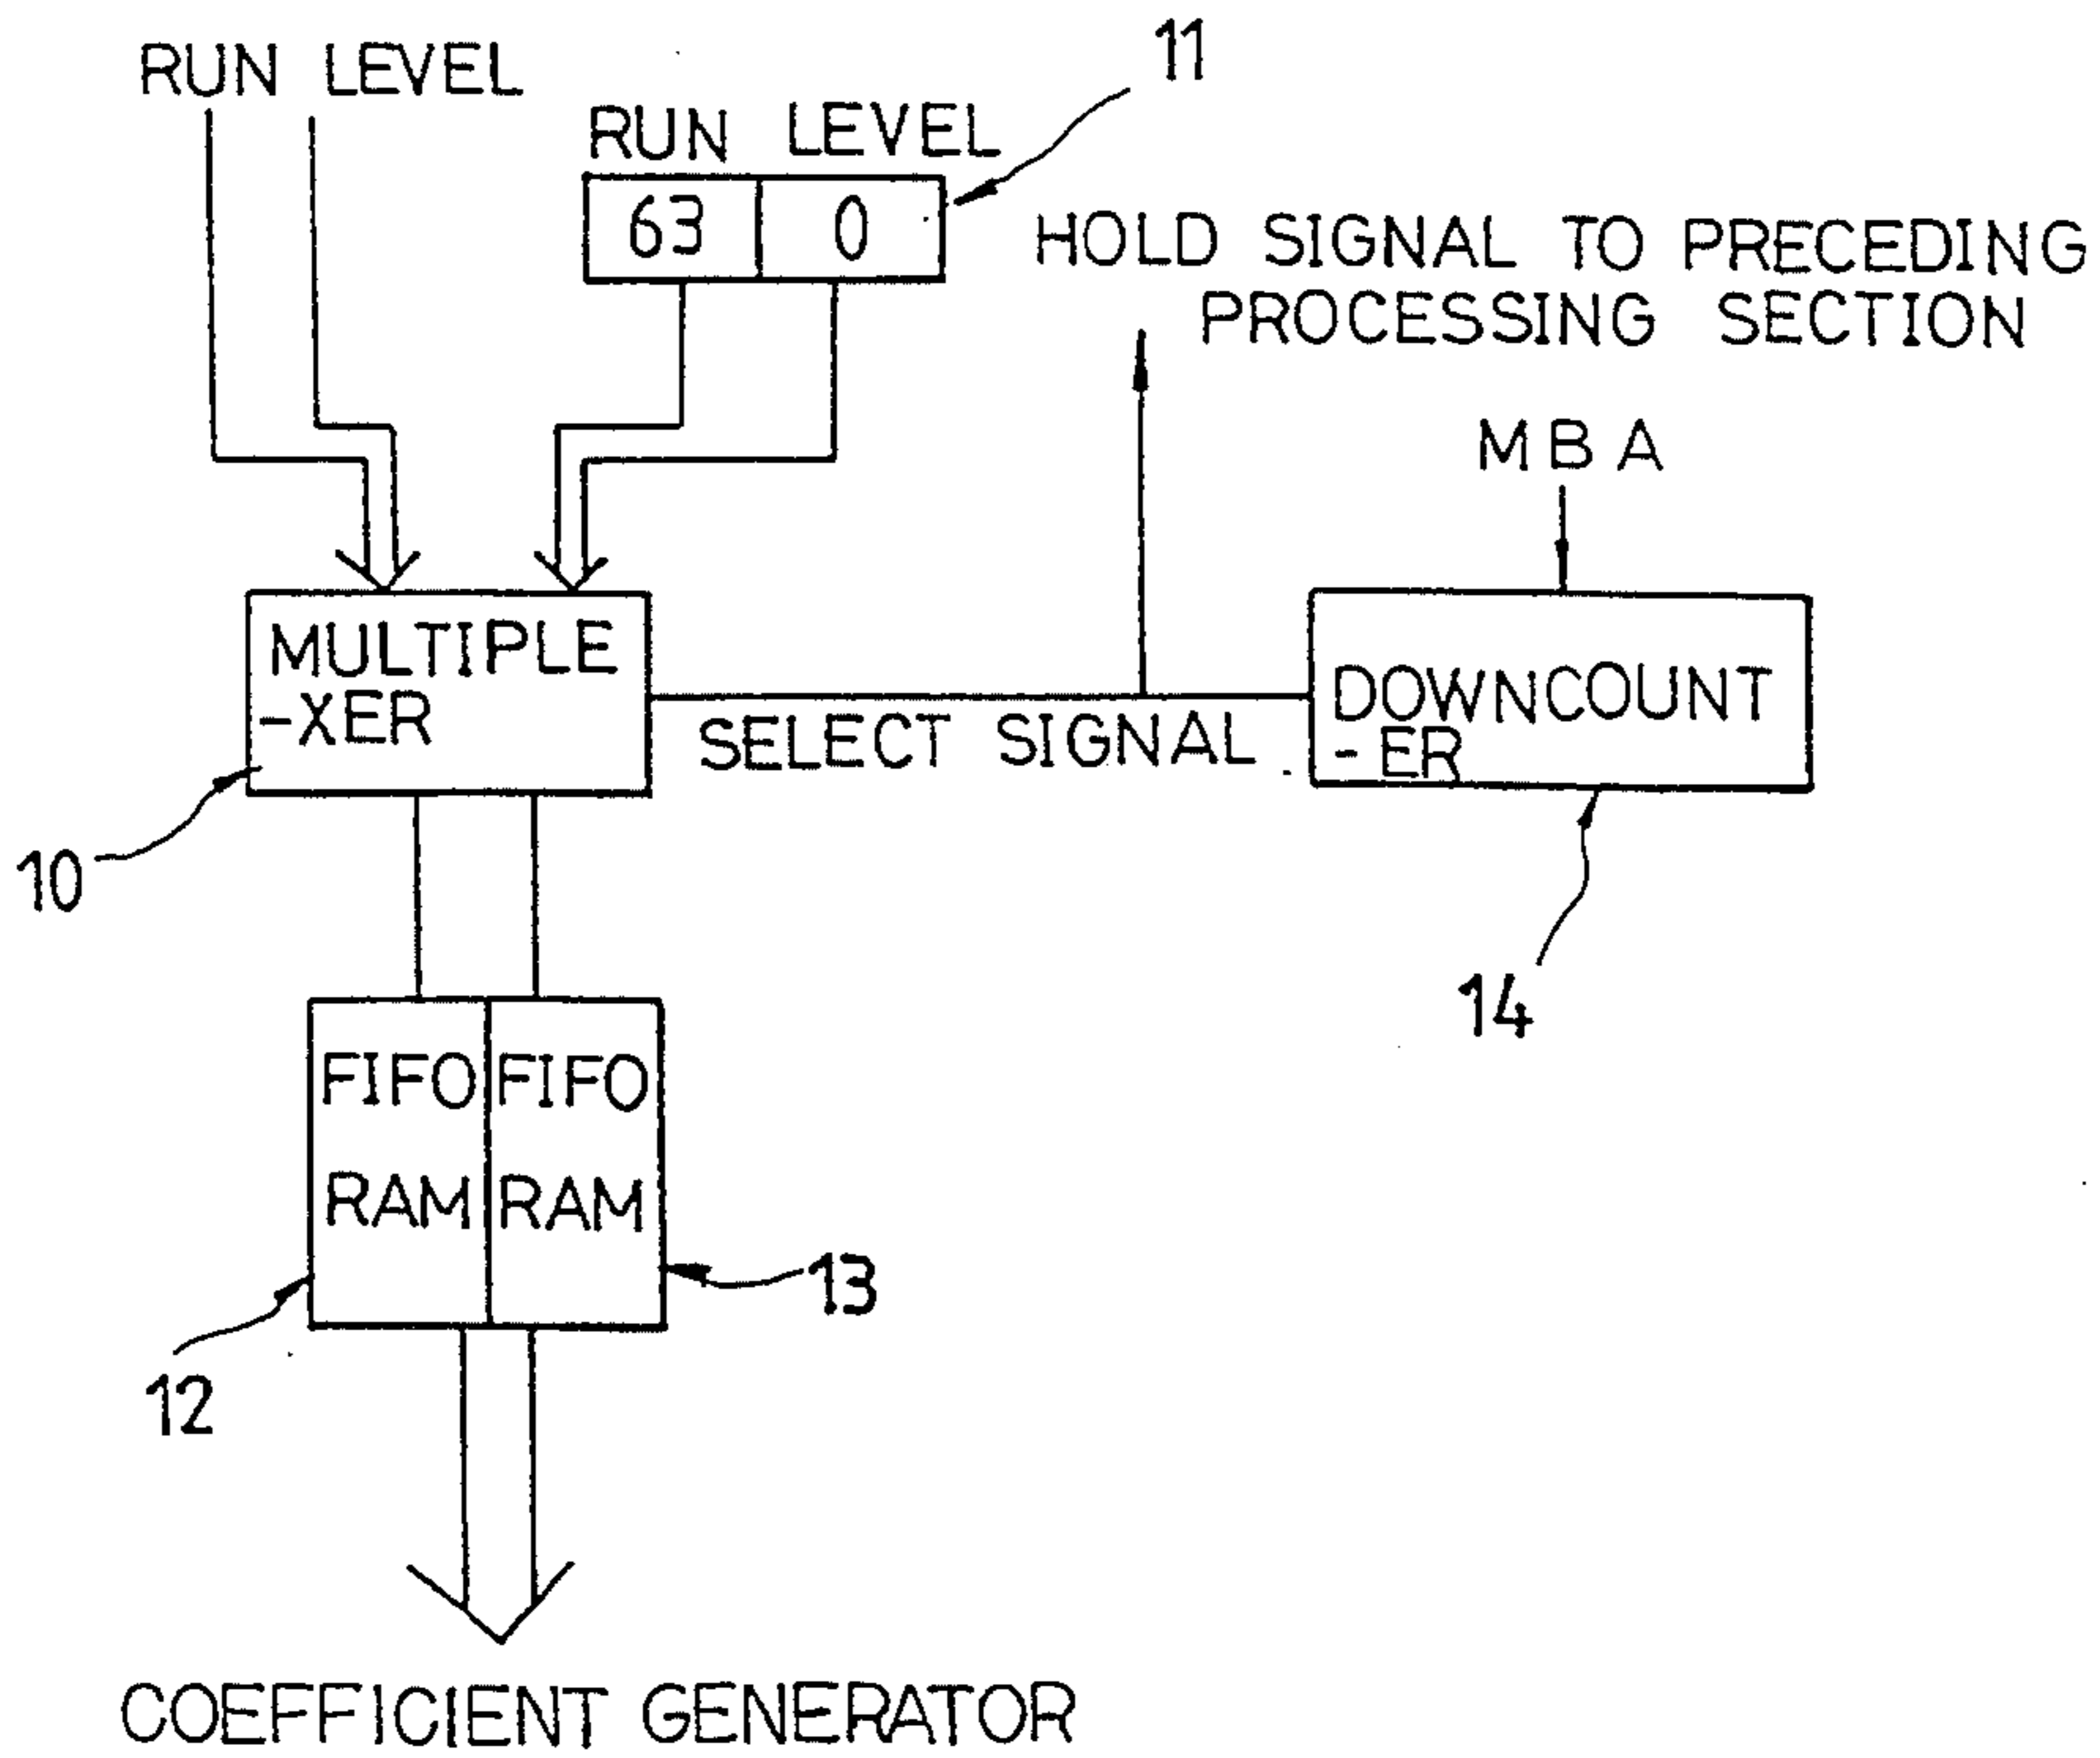 RUN LEVEL
11
RUN LEVEL
63 0
HOLD SIGNAL TO PRECEDING
PROCESSING SECTION
M B A
MULTIPLE
-XER
SELECT SIGNAL
DOWNCOUNT
-ER
10
14
FIFO FIFO
RAM RAM
13
12
COEFFICIENT GENERATOR